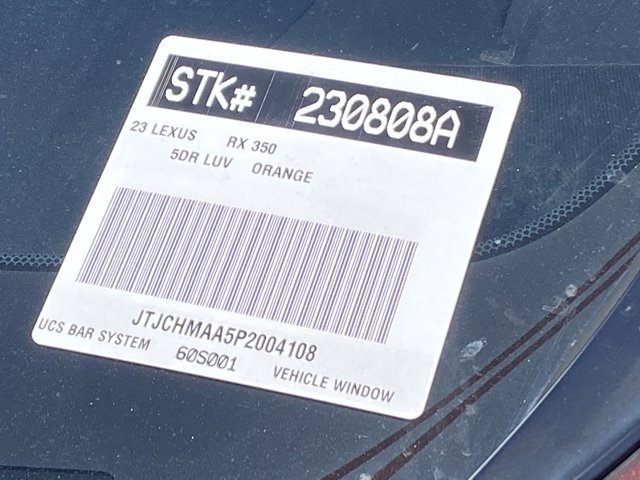 STK# 230808A
23 LEXUS RX 350
5DR LUV ORANGE
JTJCHMAA5P2004108
UCS BAR SYSTEM 60S001 VEHICLE WINDOW